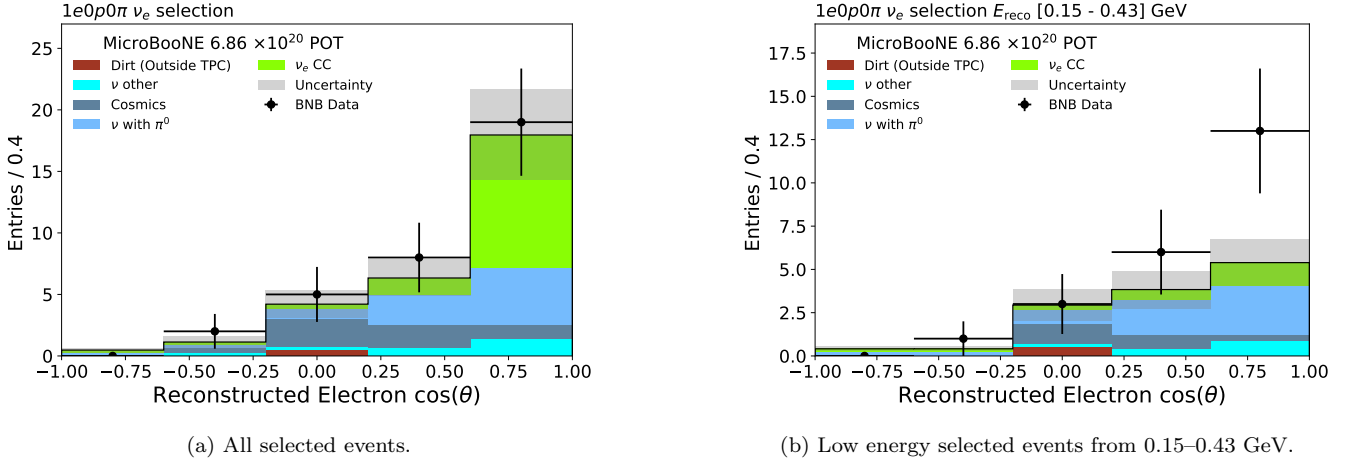 1e0p0π νe selection
MicroBooNE 6.86 ×10^20 POT
Dirt (Outside TPC)
ν other
Cosmics
ν with π^0
νe CC
Uncertainty
BNB Data
Entries / 0.4
25
20
15
10
5
0
−1.00 −0.75 −0.50 −0.25 0.00 0.25 0.50 0.75 1.00
Reconstructed Electron cos(θ)
(a) All selected events.
1e0p0π νe selection Ereco [0.15 - 0.43] GeV
MicroBooNE 6.86 ×10^20 POT
Dirt (Outside TPC)
ν other
Cosmics
ν with π^0
νe CC
Uncertainty
BNB Data
Entries / 0.4
17.5
15.0
12.5
10.0
7.5
5.0
2.5
0.0
−1.00 −0.75 −0.50 −0.25 0.00 0.25 0.50 0.75 1.00
Reconstructed Electron cos(θ)
(b) Low energy selected events from 0.15–0.43 GeV.